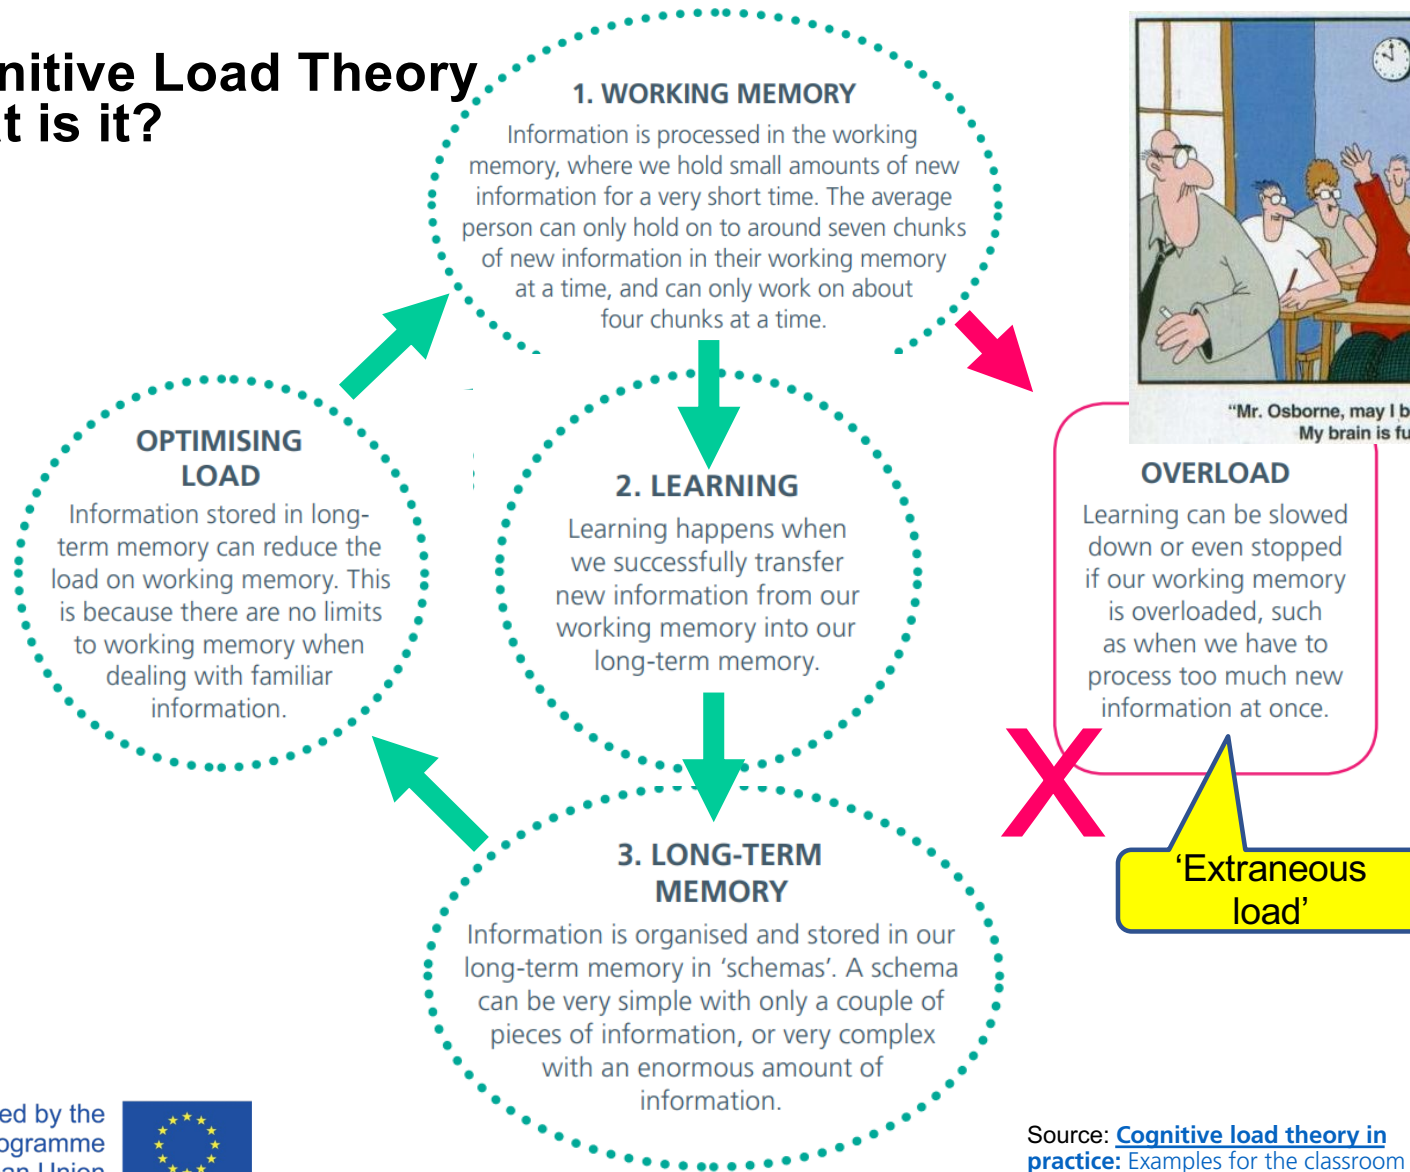 nitive Load Theory
t is it?
1. WORKING MEMORY
Information is processed in the working
memory, where we hold small amounts of new
information for a very short time. The average
person can only hold on to around seven chunks
of new information in their working memory
at a time, and can only work on about
four chunks at a time.
"Mr. Osborne, may I b
My brain is fu
OPTIMISING
LOAD
Information stored in long-
term memory can reduce the
load on working memory. This
is because there are no limits
to working memory when
dealing with familiar
information.
2. LEARNING
Learning happens when
we successfully transfer
new information from our
working memory into our
long-term memory.
OVERLOAD
Learning can be slowed
down or even stopped
if our working memory
is overloaded, such
as when we have to
process too much new
information at once.
X
‘Extraneous
load’
3. LONG-TERM
MEMORY
Information is organised and stored in our
long-term memory in ‘schemas’. A schema
can be very simple with only a couple of
pieces of information, or very complex
with an enormous amount of
information.
ed by the
ogramme
an Union
Source: Cognitive load theory in
practice: Examples for the classroom